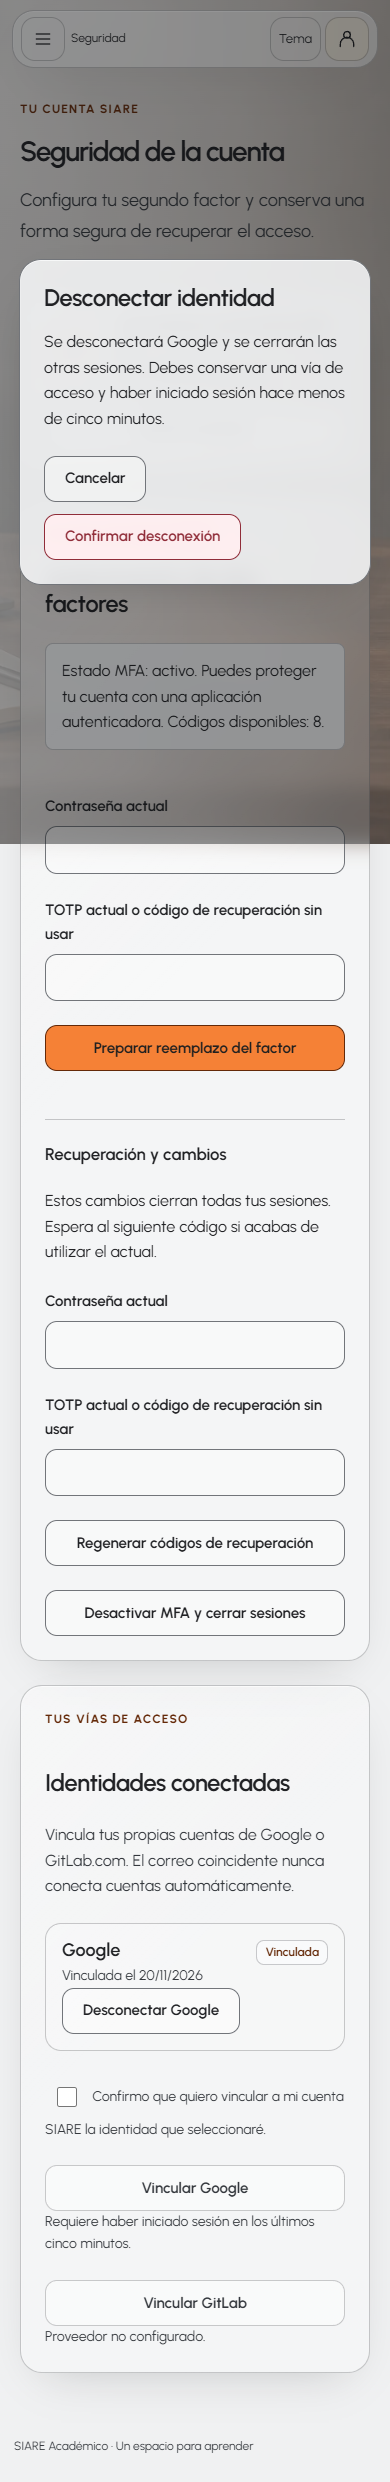 Seguridad
Tema
TU CUENTA SIARE
Seguridad de la cuenta
Configura tu segundo factor y conserva una
forma segura de recuperar el acceso.
Desconectar identidad
Se desconectará Google y se cerrarán las
otras sesiones. Debes conservar una vía de
acceso y haber iniciado sesión hace menos
de cinco minutos.
Cancelar
Confirmar desconexión
factores
Estado MFA: activo. Puedes proteger
tu cuenta con una aplicación
autenticadora. Códigos disponibles: 8.
Contraseña actual
TOTP actual o código de recuperación sin
usar
Preparar reemplazo del factor
Recuperación y cambios
Estos cambios cierran todas tus sesiones.
Espera al siguiente código si acabas de
utilizar el actual.
Contraseña actual
TOTP actual o código de recuperación sin
usar
Regenerar códigos de recuperación
Desactivar MFA y cerrar sesiones
TUS VÍAS DE ACCESO
Identidades conectadas
Vincula tus propias cuentas de Google o
GitLab.com. El correo coincidente nunca
conecta cuentas automáticamente.
Google
Vinculada
Vinculada el 20/11/2026
Desconectar Google
Confirmo que quiero vincular a mi cuenta
SIARE la identidad que seleccionaré.
Vincular Google
Requiere haber iniciado sesión en los últimos
cinco minutos.
Vincular GitLab
Proveedor no configurado.
SIARE Académico · Un espacio para aprender